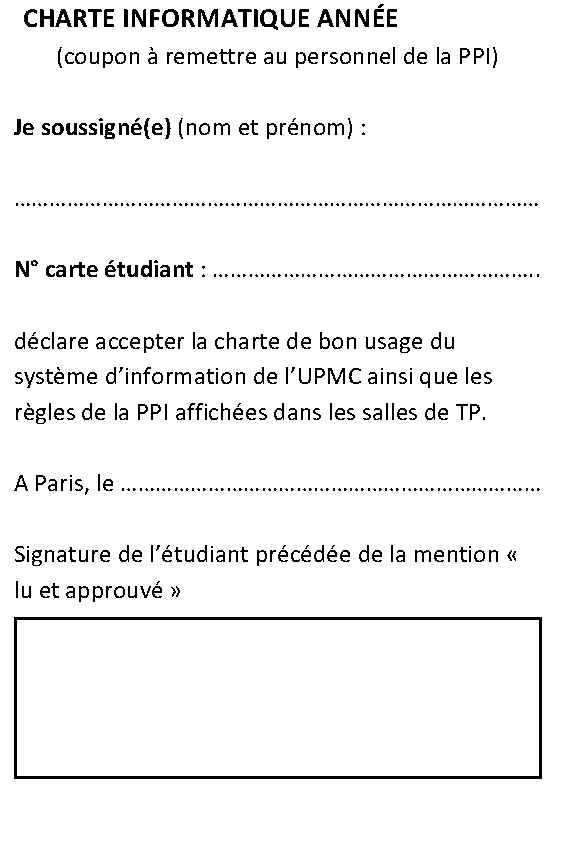 CHARTE INFORMATIQUE ANNÉE
(coupon à remettre au personnel de la PPI)
Je soussigné(e) (nom et prénom) :
………………………………………………………………………………
N° carte étudiant : ………………………………………………..
déclare accepter la charte de bon usage du
système d’information de l’UPMC ainsi que les
règles de la PPI affichées dans les salles de TP.
A Paris, le ………………………………………………………………
Signature de l’étudiant précédée de la mention «
lu et approuvé »